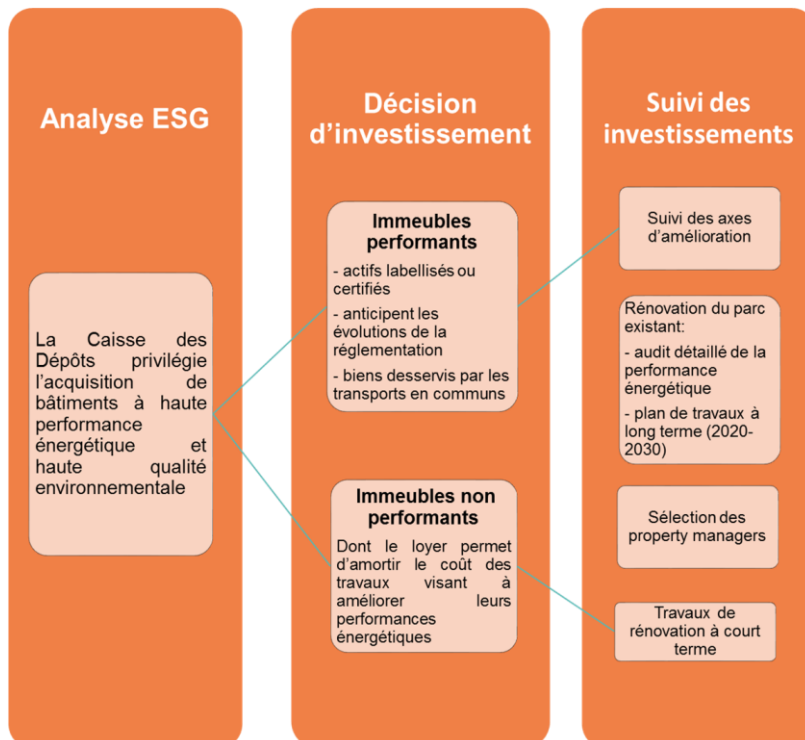 Analyse ESG
La Caisse des
Dépôts privilégie
l'acquisition de
bâtiments à haute
performance
énergétique et
haute qualité
environnementale
Décision
d'investissement
Immeubles
performants
- actifs labellisés ou
certifiés
- anticipent les
évolutions de la
réglementation
- biens desservis par les
transports en communs
Immeubles non
performants
Dont le loyer permet
d'amortir le coût des
travaux visant à
améliorer leurs
performances
énergétiques
Suivi des
investissements
Suivi des axes
d'amélioration
Rénovation du parc
existant:
- audit détaillé de la
performance
énergétique
- plan de travaux à
long terme (2020-
2030)
Sélection des
property managers
Travaux de
rénovation à court
terme